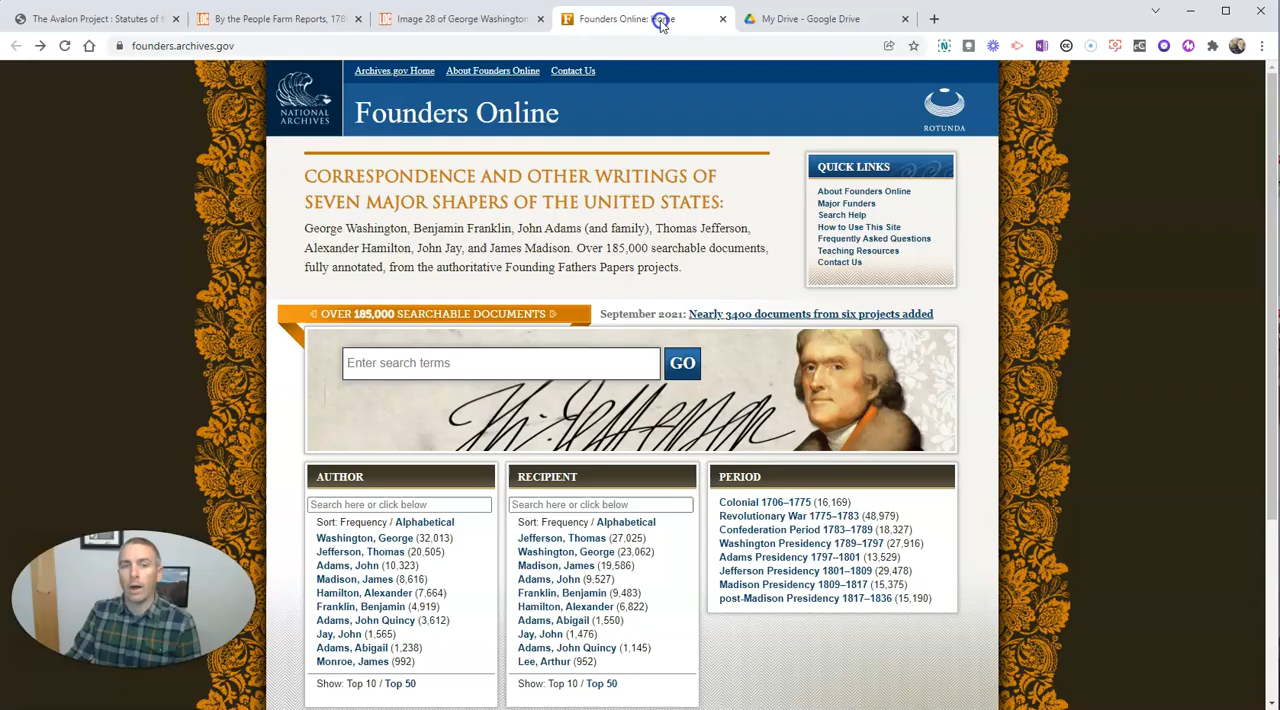 The Avalon Project : Statutes of t
By the People Farm Reports, 178
Image 28 of George Washington
Founders Online: Home
My Drive - Google Drive
founders.archives.gov
Archives.gov Home
About Founders Online
Contact Us
NATIONAL
ARCHIVES
Founders Online
ROTUNDA
CORRESPONDENCE AND OTHER WRITINGS OF
SEVEN MAJOR SHAPERS OF THE UNITED STATES:
George Washington, Benjamin Franklin, John Adams (and family), Thomas Jefferson,
Alexander Hamilton, John Jay, and James Madison. Over 185,000 searchable documents,
fully annotated, from the authoritative Founding Fathers Papers projects.
QUICK LINKS
About Founders Online
Major Funders
Search Help
How to Use This Site
Frequently Asked Questions
Teaching Resources
Contact Us
OVER 185,000 SEARCHABLE DOCUMENTS
September 2021: Nearly 3400 documents from six projects added
Enter search terms
GO
Th: Jefferson
AUTHOR
Search here or click below
Sort: Frequency / Alphabetical
Washington, George (32,013)
Jefferson, Thomas (20,505)
Adams, John (10,323)
Madison, James (8,616)
Hamilton, Alexander (7,664)
Franklin, Benjamin (4,919)
Adams, John Quincy (3,612)
Jay, John (1,565)
Adams, Abigail (1,238)
Monroe, James (992)
Show: Top 10 / Top 50
RECIPIENT
Search here or click below
Sort: Frequency / Alphabetical
Jefferson, Thomas (27,025)
Washington, George (23,062)
Madison, James (19,586)
Adams, John (9,527)
Franklin, Benjamin (9,483)
Hamilton, Alexander (6,822)
Adams, Abigail (1,550)
Jay, John (1,476)
Adams, John Quincy (1,145)
Lee, Arthur (952)
Show: Top 10 / Top 50
PERIOD
Colonial 1706–1775 (16,169)
Revolutionary War 1775–1783 (48,979)
Confederation Period 1783–1789 (18,327)
Washington Presidency 1789–1797 (27,916)
Adams Presidency 1797–1801 (13,529)
Jefferson Presidency 1801–1809 (29,478)
Madison Presidency 1809–1817 (15,375)
post-Madison Presidency 1817–1836 (15,190)